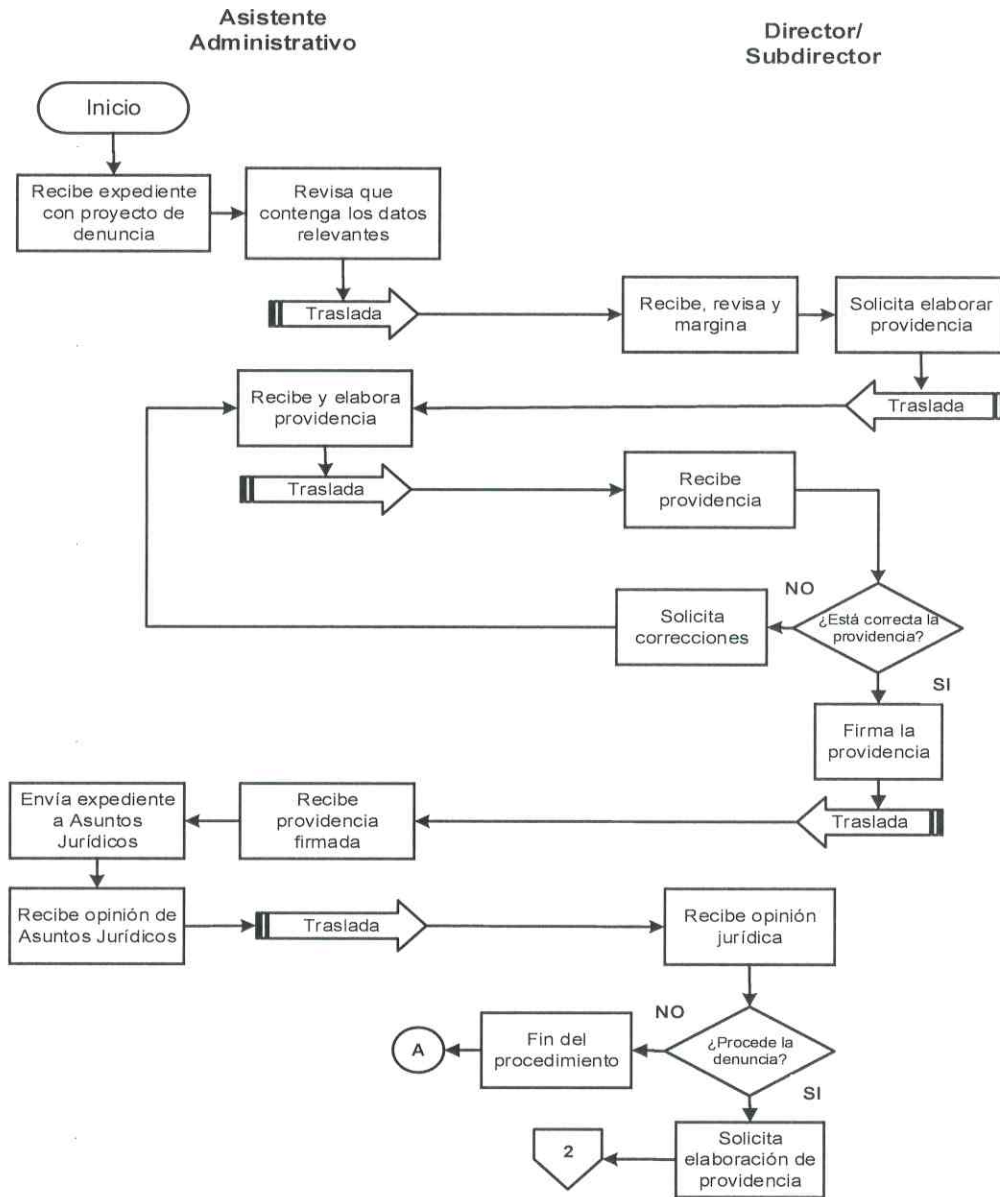 Asistente
Administrativo
Director/
Subdirector
Inicio
Recibe expediente
con proyecto de
denuncia
Revisa que
contenga los datos
relevantes
Traslada
Recibe, revisa y
margina
Solicita elaborar
providencia
Traslada
Recibe y elabora
providencia
Traslada
Recibe
providencia
¿Está correcta la
providencia?
NO
Solicita
correcciones
SI
Firma la
providencia
Traslada
Recibe
providencia
firmada
Envía expediente
a Asuntos
Jurídicos
Recibe opinión de
Asuntos Jurídicos
Traslada
Recibe opinión
jurídica
¿Procede la
denuncia?
NO
Fin del
procedimiento
A
SI
Solicita
elaboración de
providencia
2